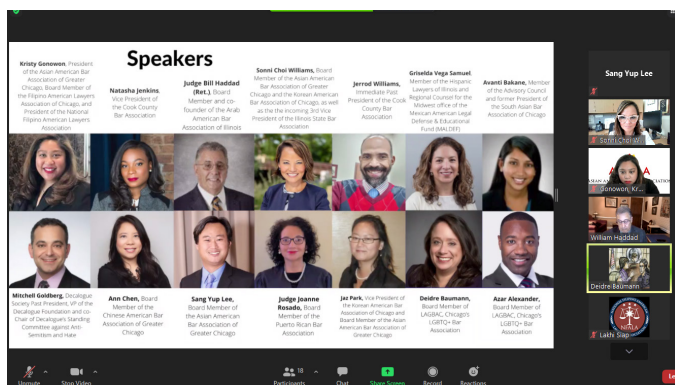 Speakers
Kristy Gonowon, President
of the Asian American Bar
Association of Greater
Chicago, Board Member of
the Filipino American Lawyers
Association of Chicago, and
President of the National
Filipino American Lawyers
Association
Natasha Jenkins,
Vice President of
the Cook County
Bar Association
Judge Bill Haddad
(Ret.), Board
Member and co-
founder of the Arab
American Bar
Association of Illinois
Sonni Choi Williams, Board
Member of the Asian American
Bar Association of Greater
Chicago and the Korean American
Bar Association of Chicago, as well
as the the incoming 3rd Vice
President of the Illinois State Bar
Association
Jerrod Williams,
Immediate Past
President of the Cook
County Bar
Association
Griselda Vega Samuel,
Member of the Hispanic
Lawyers of Illinois and
Regional Counsel for the
Midwest office of the
Mexican American Legal
Defense & Educational
Fund (MALDEF)
Avanti Bakane, Member
of the Advisory Council
and former President of
the South Asian Bar
Association of Chicago
Mitchell Goldberg, Decalogue
Society Past President, VP of the
Decalogue Foundation and co-
Chair of Decalogue's Standing
Committee against Anti-
Semitism and Hate
Ann Chen, Board
Member of the
Chinese American Bar
Association of Greater
Chicago
Sang Yup Lee,
Board Member of
the Asian American
Bar Association of
Greater Chicago
Judge Joanne
Rosado, Board
Member of the
Puerto Rican Bar
Association
Jaz Park, Vice President of
the Korean American Bar
Association of Chicago and
Board Member of the Asian
American Bar Association of
Greater Chicago
Deidre Baumann,
Board Member of
LAGBAC, Chicago's
LGBTQ+ Bar
Association
Azar Alexander,
Board Member of
LAGBAC, Chicago's
LGBTQ+ Bar
Association
Sang Yup Lee
Sonni Choi Wi...
Gonowon, Kr...
William Haddad
Deidre Baumann
NFALA
Lakhi Siap
Unmute
Stop Video
18
Participants
Chat
Share Screen
Record
Reactions
Le